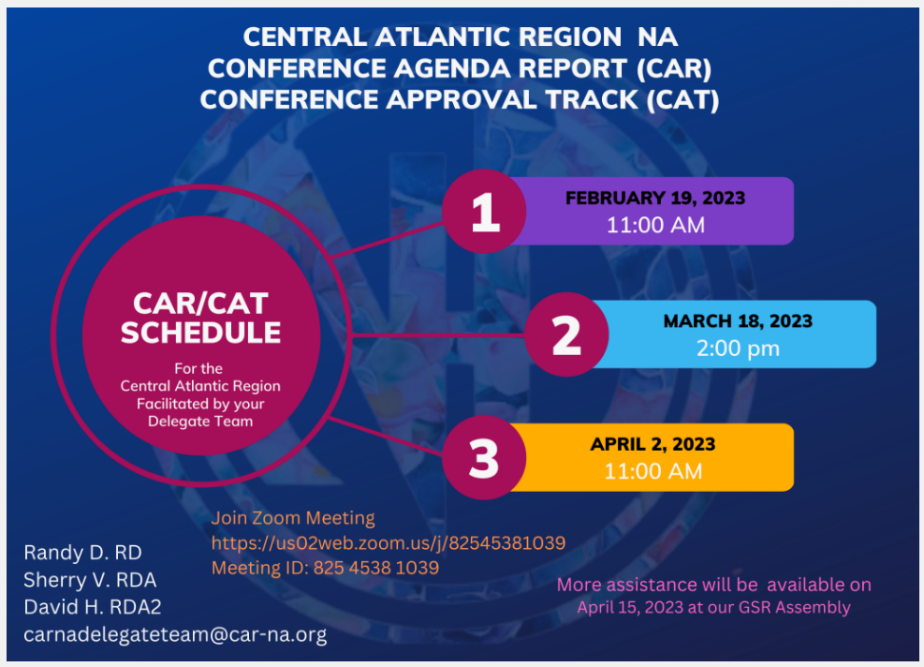 CENTRAL ATLANTIC REGION NA
CONFERENCE AGENDA REPORT (CAR)
CONFERENCE APPROVAL TRACK (CAT)
1
FEBRUARY 19, 2023
11:00 AM
CAR/CAT
SCHEDULE
For the
Central Atlantic Region
Facilitated by your
Delegate Team
2
MARCH 18, 2023
2:00 pm
3
APRIL 2, 2023
11:00 AM
Join Zoom Meeting
https://us02web.zoom.us/j/82545381039
Meeting ID: 825 4538 1039
Randy D. RD
Sherry V. RDA
David H. RDA2
carnadelegateteam@car-na.org
More assistance will be available on
April 15, 2023 at our GSR Assembly